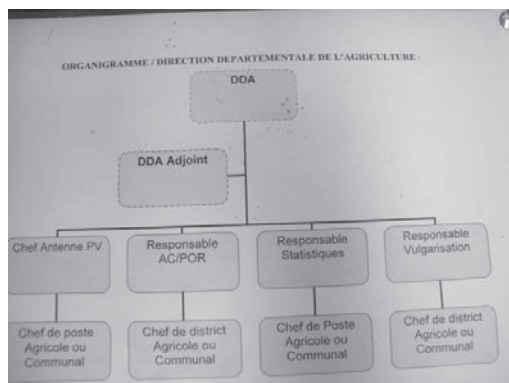 ORGANIGRAMME / DIRECTION DEPARTEMENTALE DE L'AGRICULTURE
DDA
DDA Adjoint
Chef Antenne PV
Responsable
AC/POR
Responsable
Statistiques
Responsable
Vulgarisation
Chef de poste
Agricole ou
Communal
Chef de district
Agricole ou
Communal
Chef de Poste
Agricole ou
Communal
Chef de district
Agricole ou
Communal